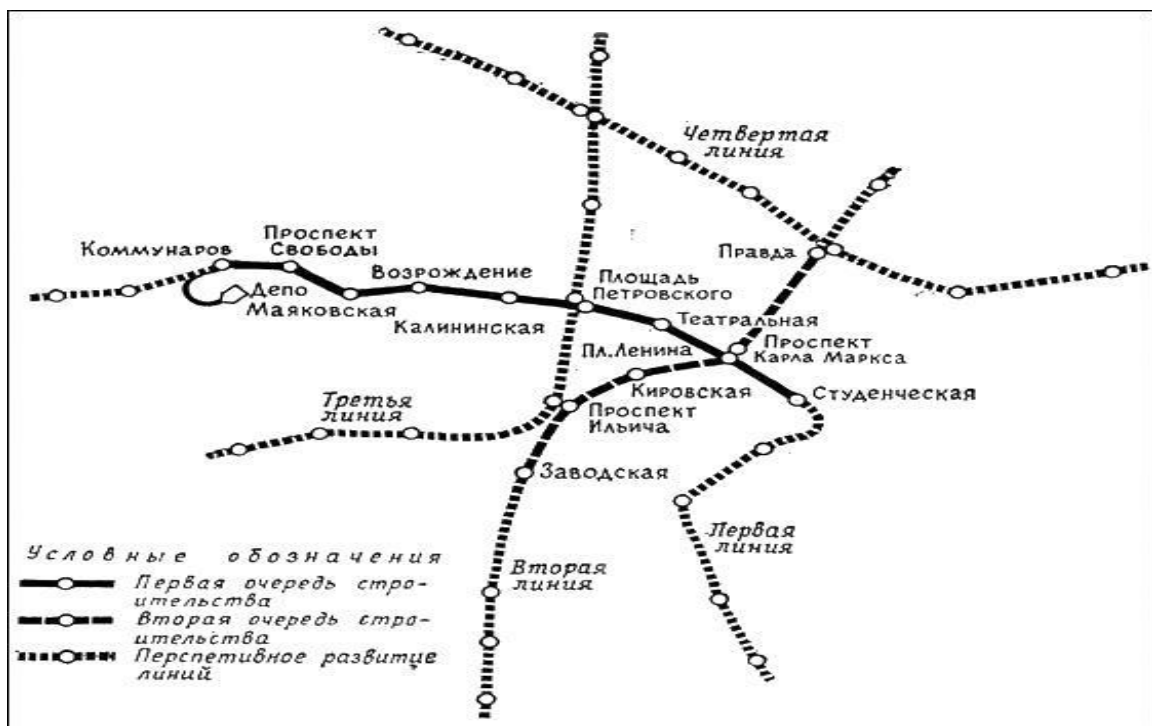 Четвертая
линия
Коммунаров
Проспект
Свободы
Правда
Возрождение
Площадь
Петровского
Депо
Маяковская
Калининская
Театральная
Пл. Ленина
Проспект
Карла Маркса
Третья
линия
Кировская
Студенческая
Проспект
Ильича
Заводская
Вторая
линия
Первая
линия
Условные обозначения
Первая очередь стро-
ительства
Вторая очередь стро-
ительства
Перспетивное развитие
линий